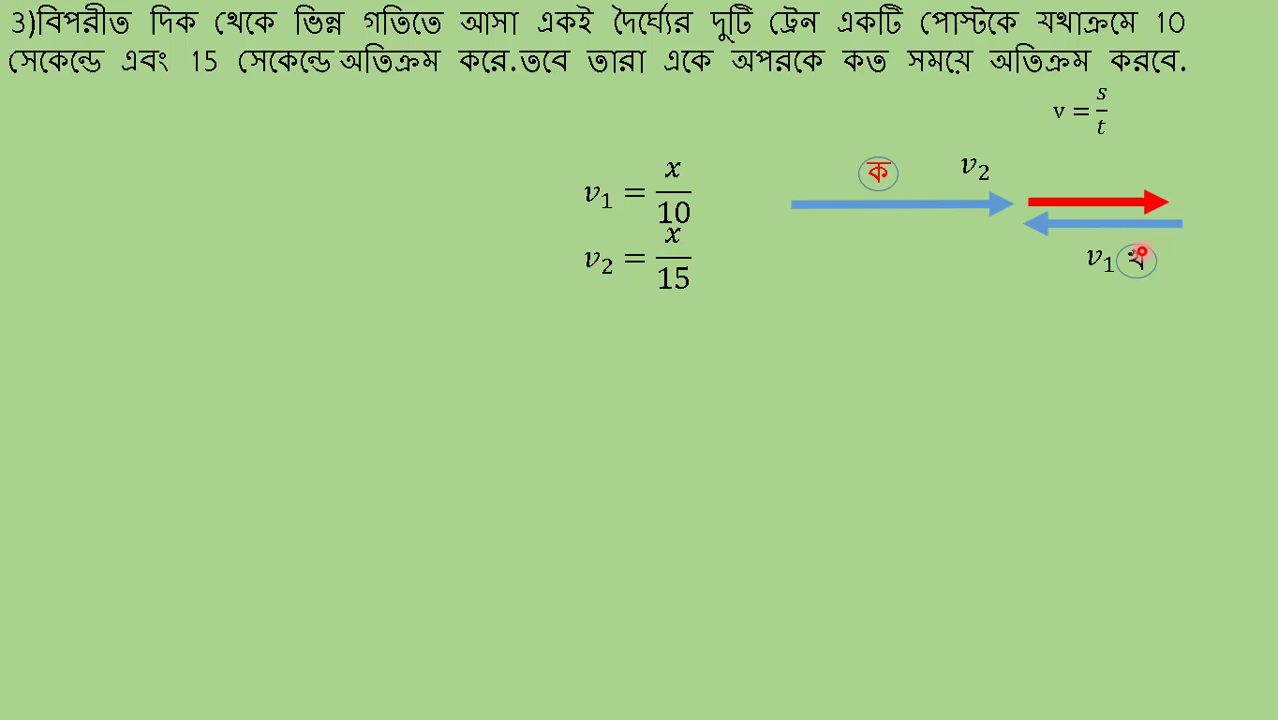 3)বিপরীত দিক থেকে ভিন্ন গতিতে আসা একই দৈর্ঘ্যের দুটি ট্রেন একটি পোস্টকে যথাক্রমে 10
সেকেন্ডে এবং 15 সেকেন্ডে অতিক্রম করে.তবে তারা একে অপরকে কত সময়ে অতিক্রম করবে.
v = s/t
v₁ = x/10
v₂ = x/15
ক v₂
v₁ খ